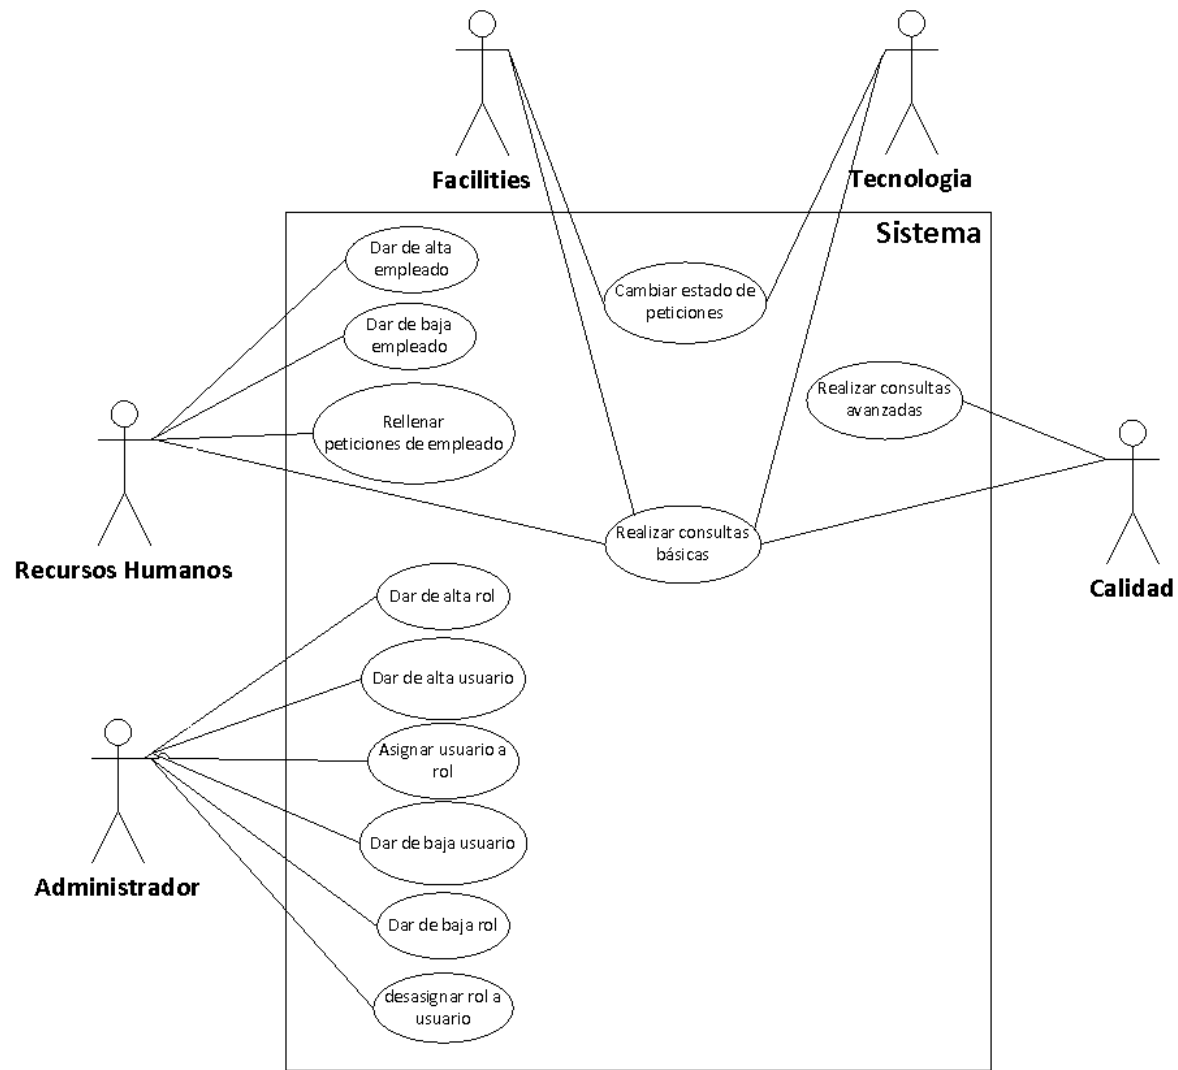 Facilities
Tecnologia
Sistema
Dar de alta
empleado
Cambiar estado de
peticiones
Dar de baja
empleado
Realizar consultas
avanzadas
Rellenar
peticiones de empleado
Realizar consultas
básicas
Recursos Humanos
Calidad
Dar de alta rol
Dar de alta usuario
Asignar usuario a
rol
Dar de baja usuario
Administrador
Dar de baja rol
desasignar rol a
usuario